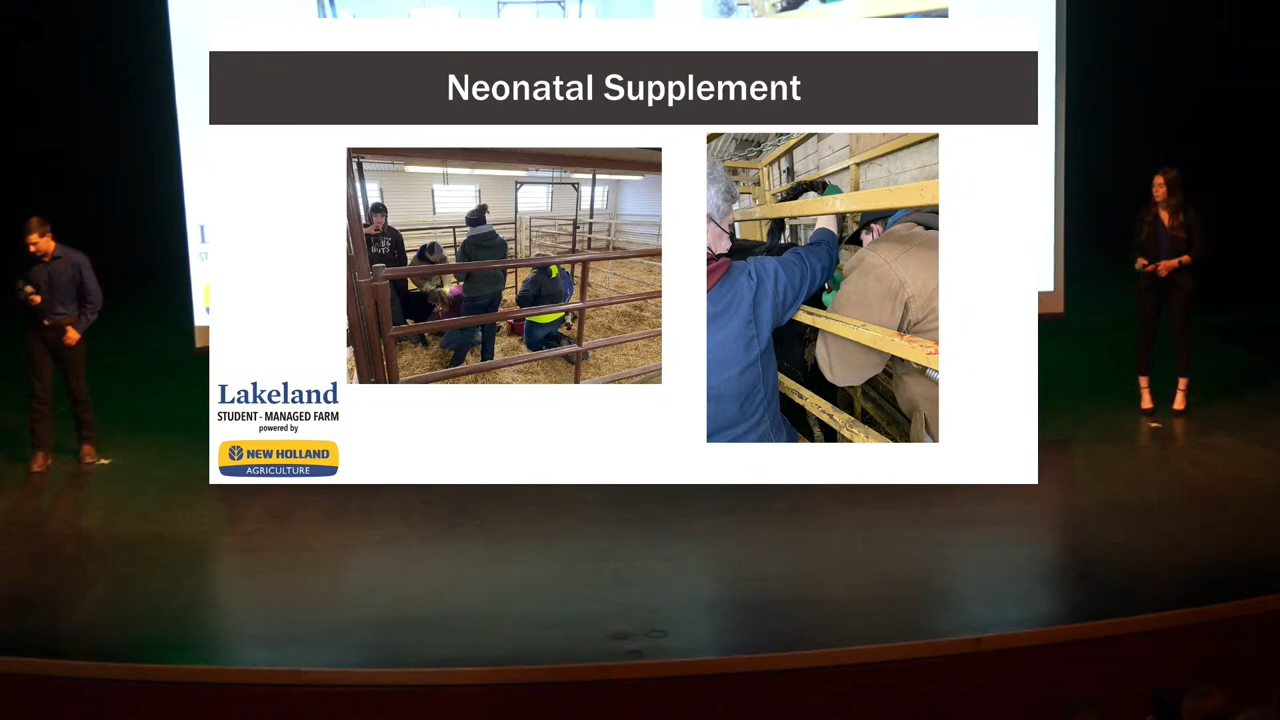 Neonatal Supplement
Lakeland
STUDENT-MANAGED FARM
powered by
NEW HOLLAND
AGRICULTURE